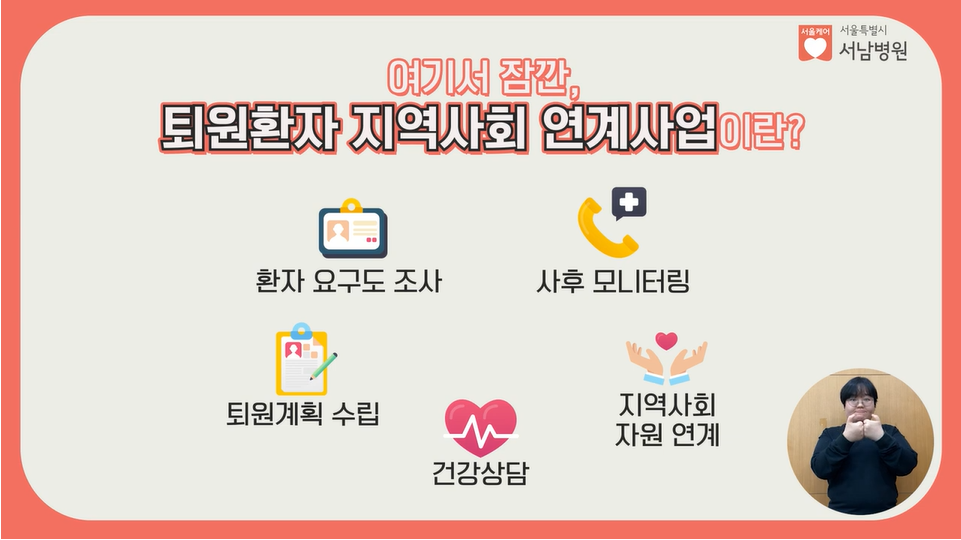 서울케어
서울특별시
서남병원
여기서 잠깐,
퇴원환자 지역사회 연계사업이란?
환자 요구도 조사
사후 모니터링
퇴원계획 수립
지역사회
자원 연계
건강상담